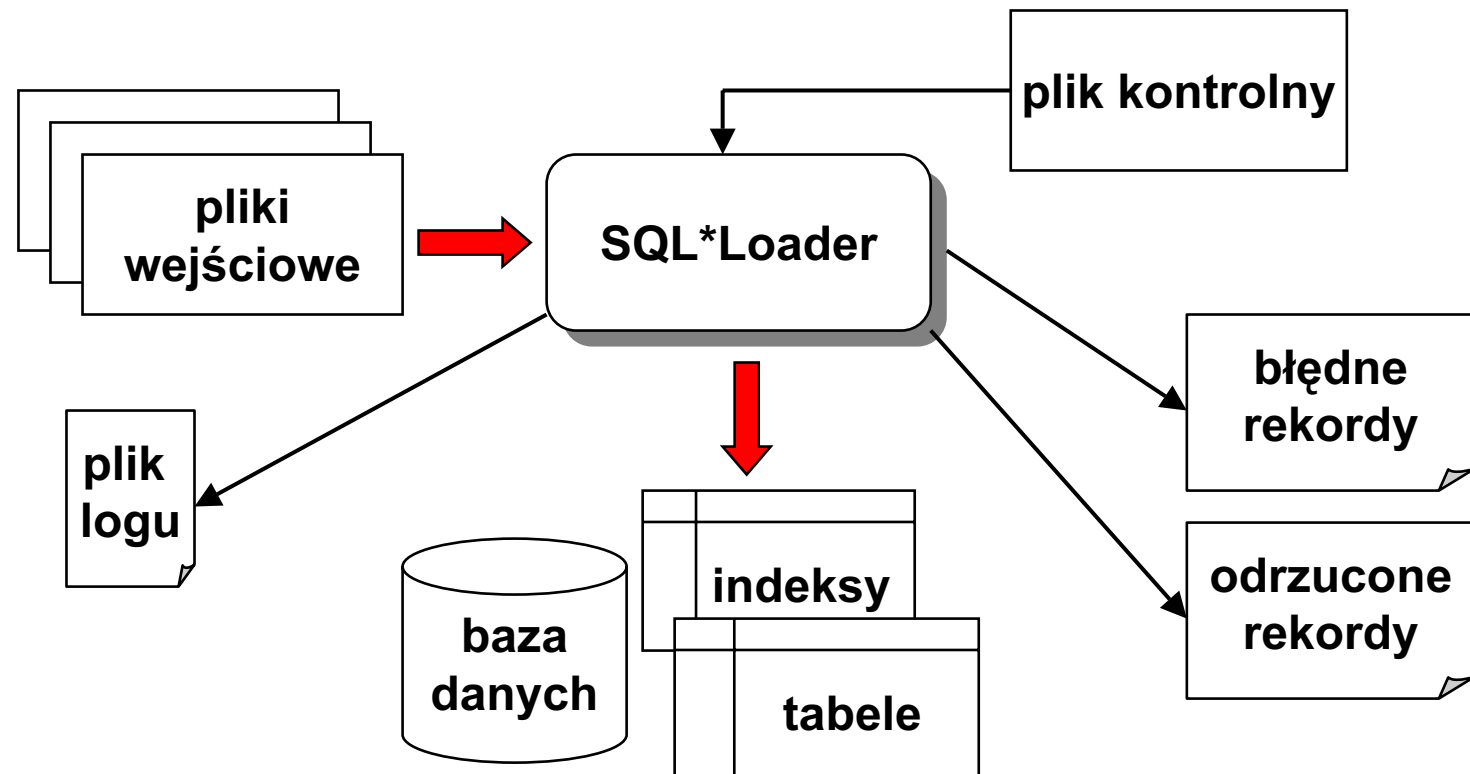 plik kontrolny
pliki
wejściowe
SQL*Loader
błędne
rekordy
plik
logu
odrzucone
rekordy
indeksy
baza
danych
tabele